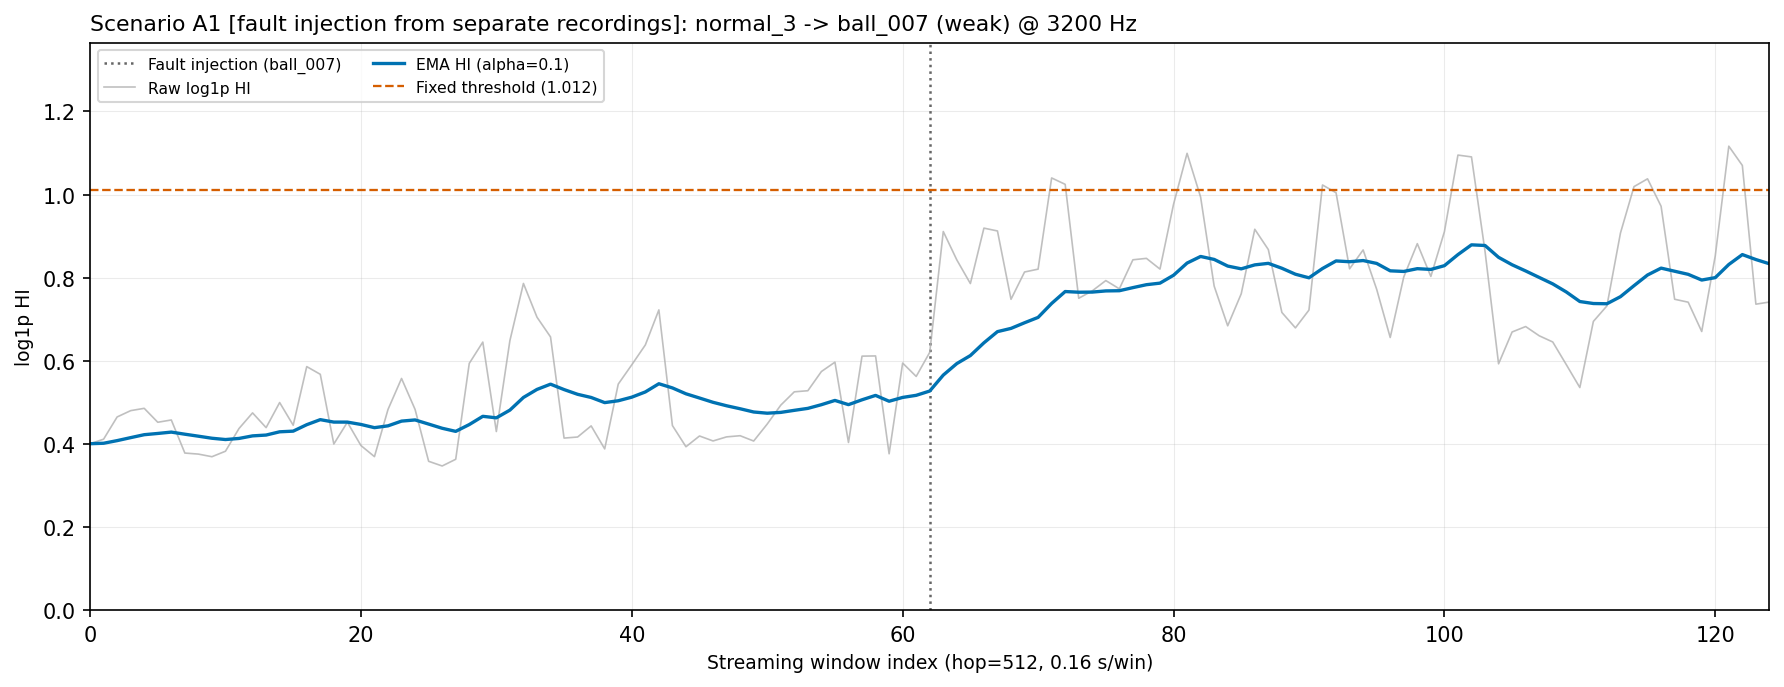 Scenario A1 [fault injection from separate recordings]: normal_3 -> ball_007 (weak) @ 3200 Hz
Fault injection (ball_007)
Raw log1p HI
EMA HI (alpha=0.1)
Fixed threshold (1.012)
log1p HI
1.2
1.0
0.8
0.6
0.4
0.2
0.0
0 20 40 60 80 100 120
Streaming window index (hop=512, 0.16 s/win)